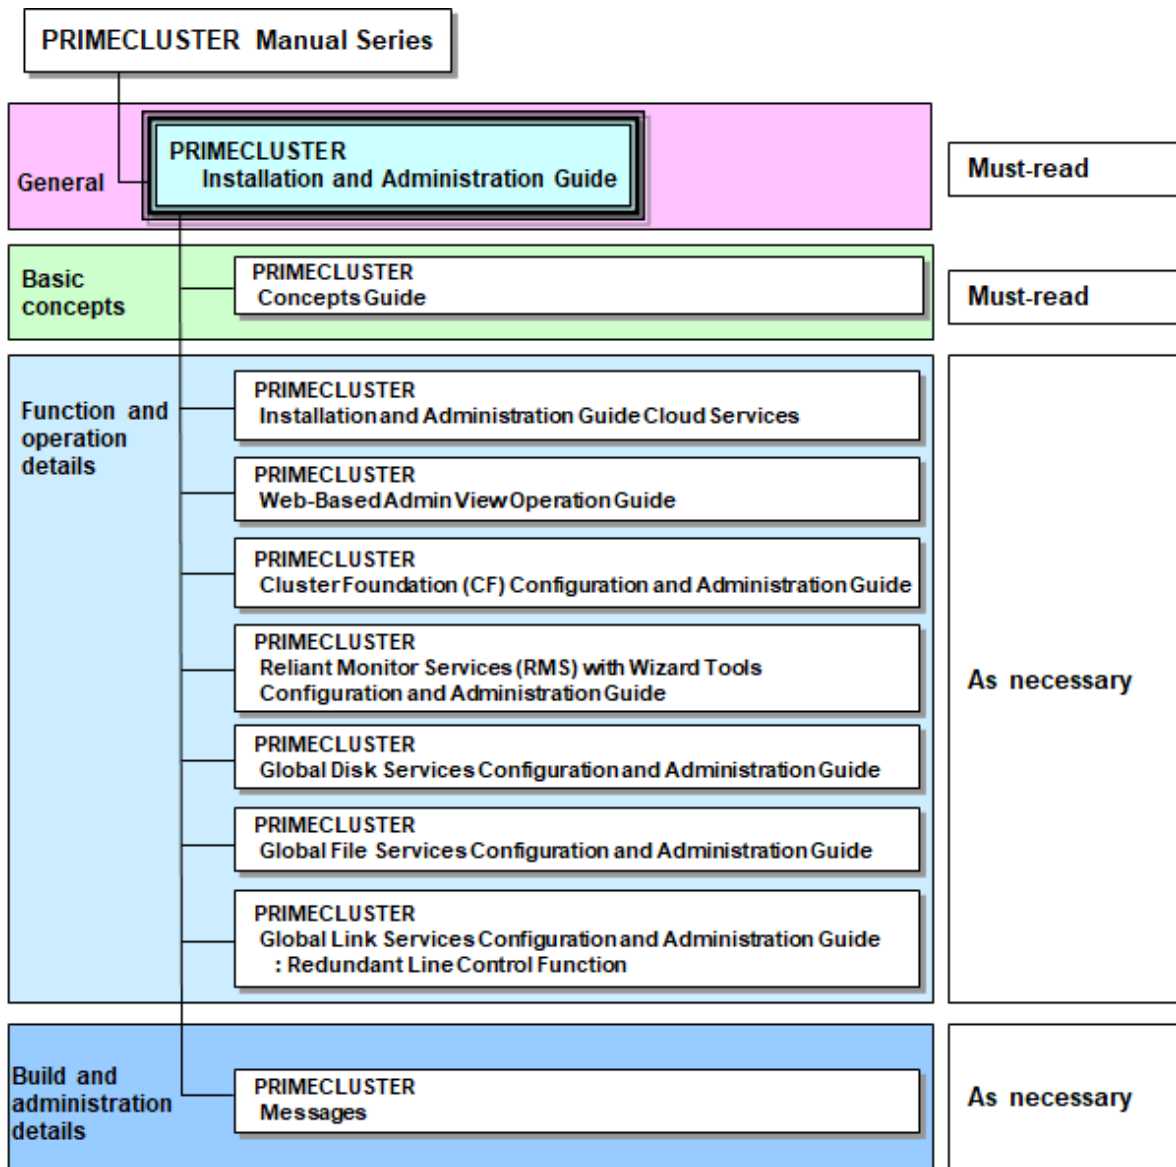 PRIMECLUSTER Manual Series
General
PRIMECLUSTER
Installation and Administration Guide
Must-read
Basic
concepts
PRIMECLUSTER
Concepts Guide
Must-read
Function and
operation
details
PRIMECLUSTER
Installation and Administration Guide Cloud Services
PRIMECLUSTER
Web-Based Admin View Operation Guide
PRIMECLUSTER
Cluster Foundation (CF) Configuration and Administration Guide
PRIMECLUSTER
Reliant Monitor Services (RMS) with Wizard Tools
Configuration and Administration Guide
PRIMECLUSTER
Global Disk Services Configuration and Administration Guide
PRIMECLUSTER
Global File Services Configuration and Administration Guide
PRIMECLUSTER
Global Link Services Configuration and Administration Guide
: Redundant Line Control Function
As necessary
Build and
administration
details
PRIMECLUSTER
Messages
As necessary